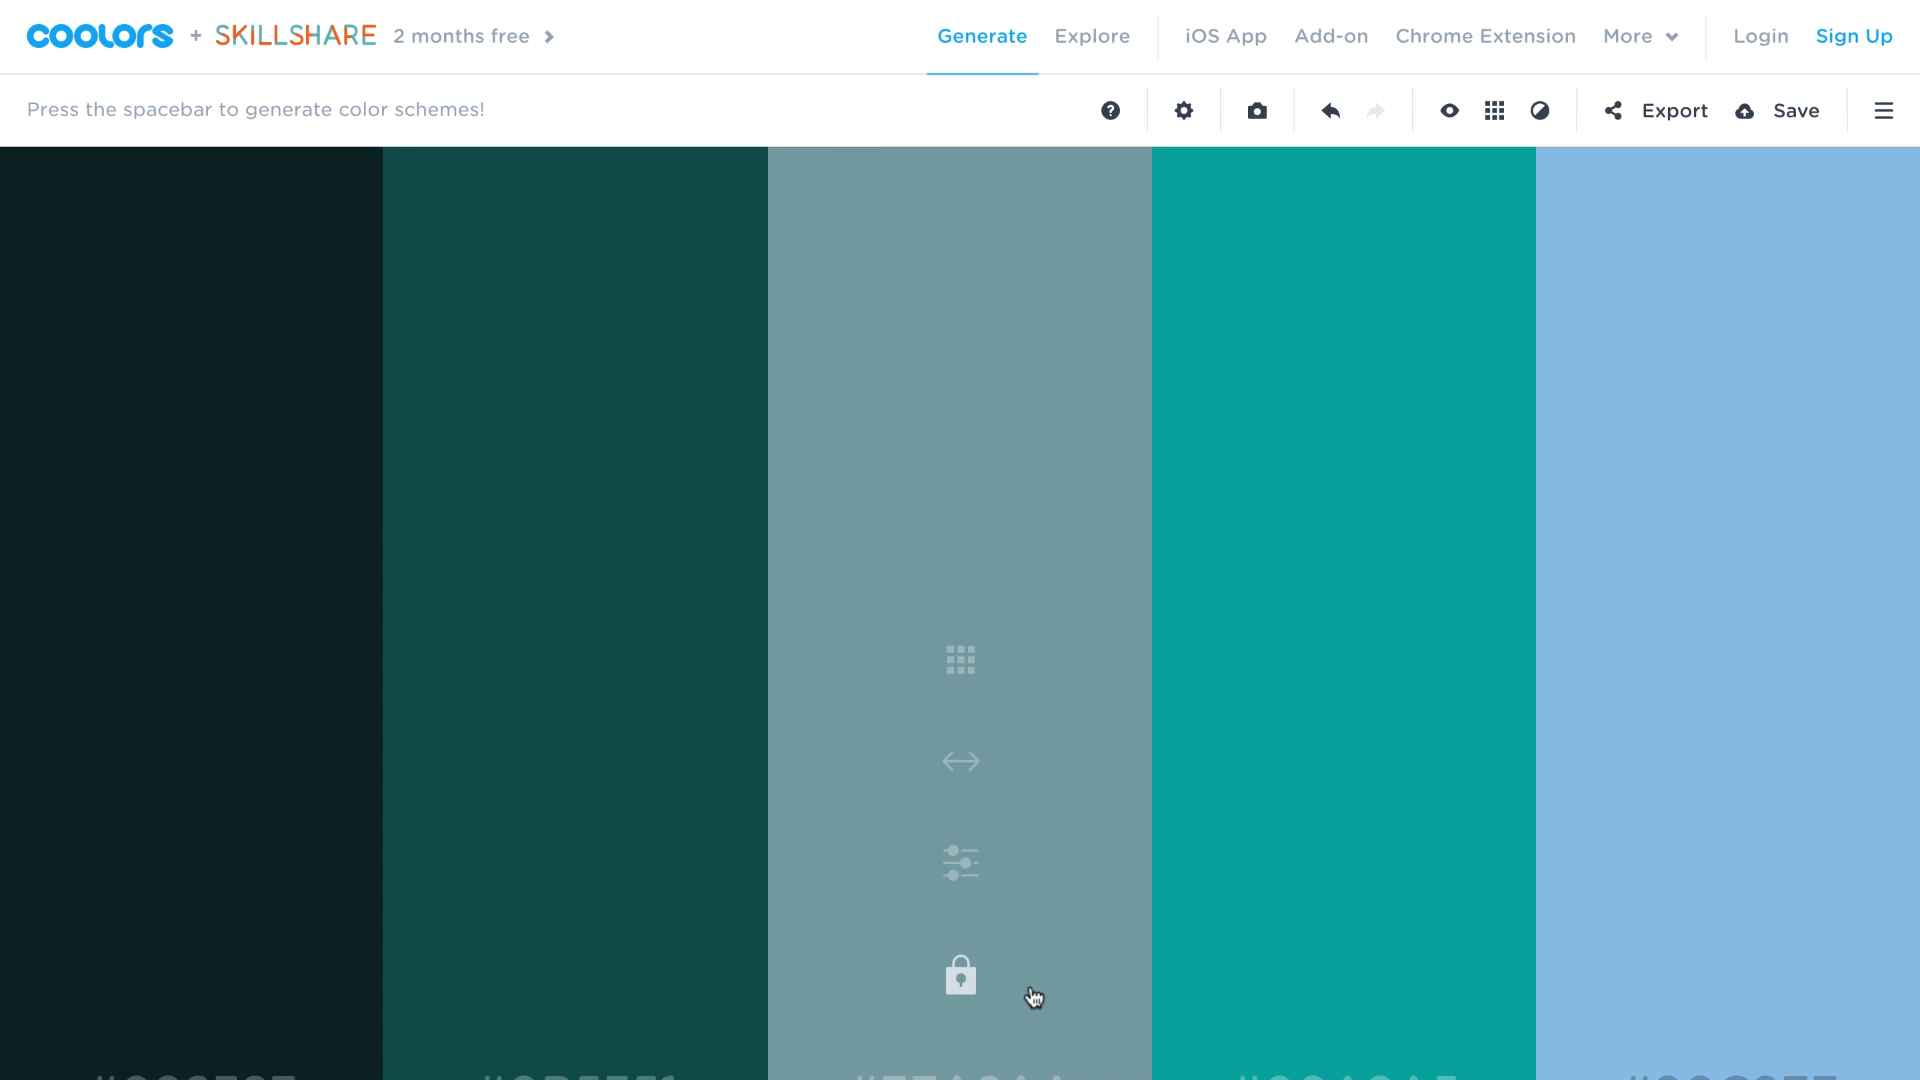 coolors + SKILLSHARE 2 months free
Generate Explore iOS App Add-on Chrome Extension More Login Sign Up
Press the spacebar to generate color schemes!
Export Save